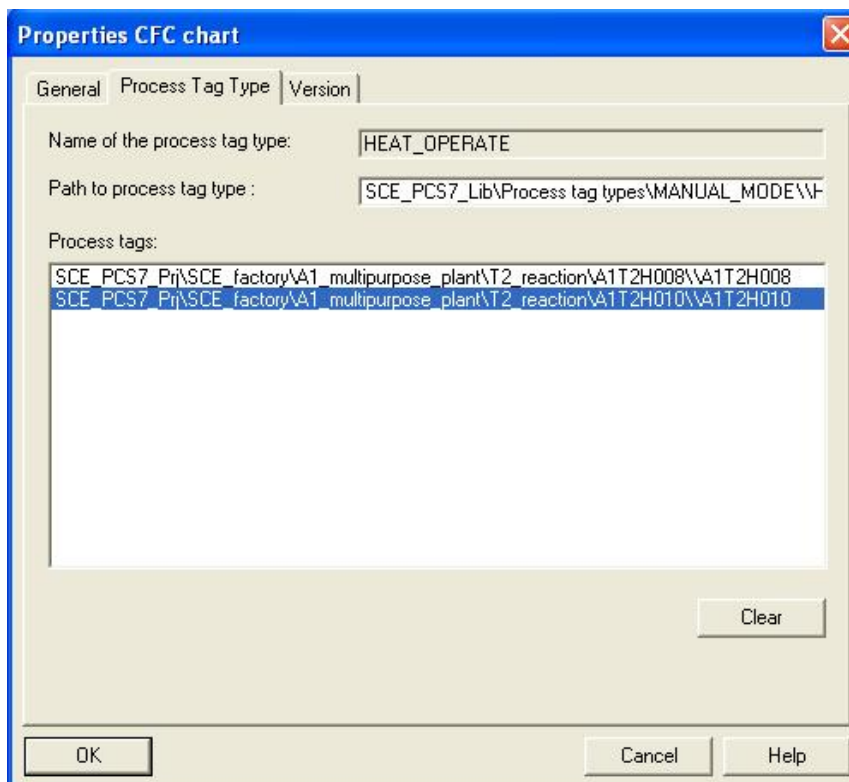 Properties CFC chart
General Process Tag Type Version
Name of the process tag type: HEAT_OPERATE
Path to process tag type : SCE_PCS7_Lib\Process tag types\MANUAL_MODE\\H
Process tags:
SCE_PCS7_Prj\SCE_factory\A1_multipurpose_plant\T2_reaction\A1T2H008\\A1T2H008
SCE_PCS7_Prj\SCE_factory\A1_multipurpose_plant\T2_reaction\A1T2H010\\A1T2H010
Clear
OK Cancel Help